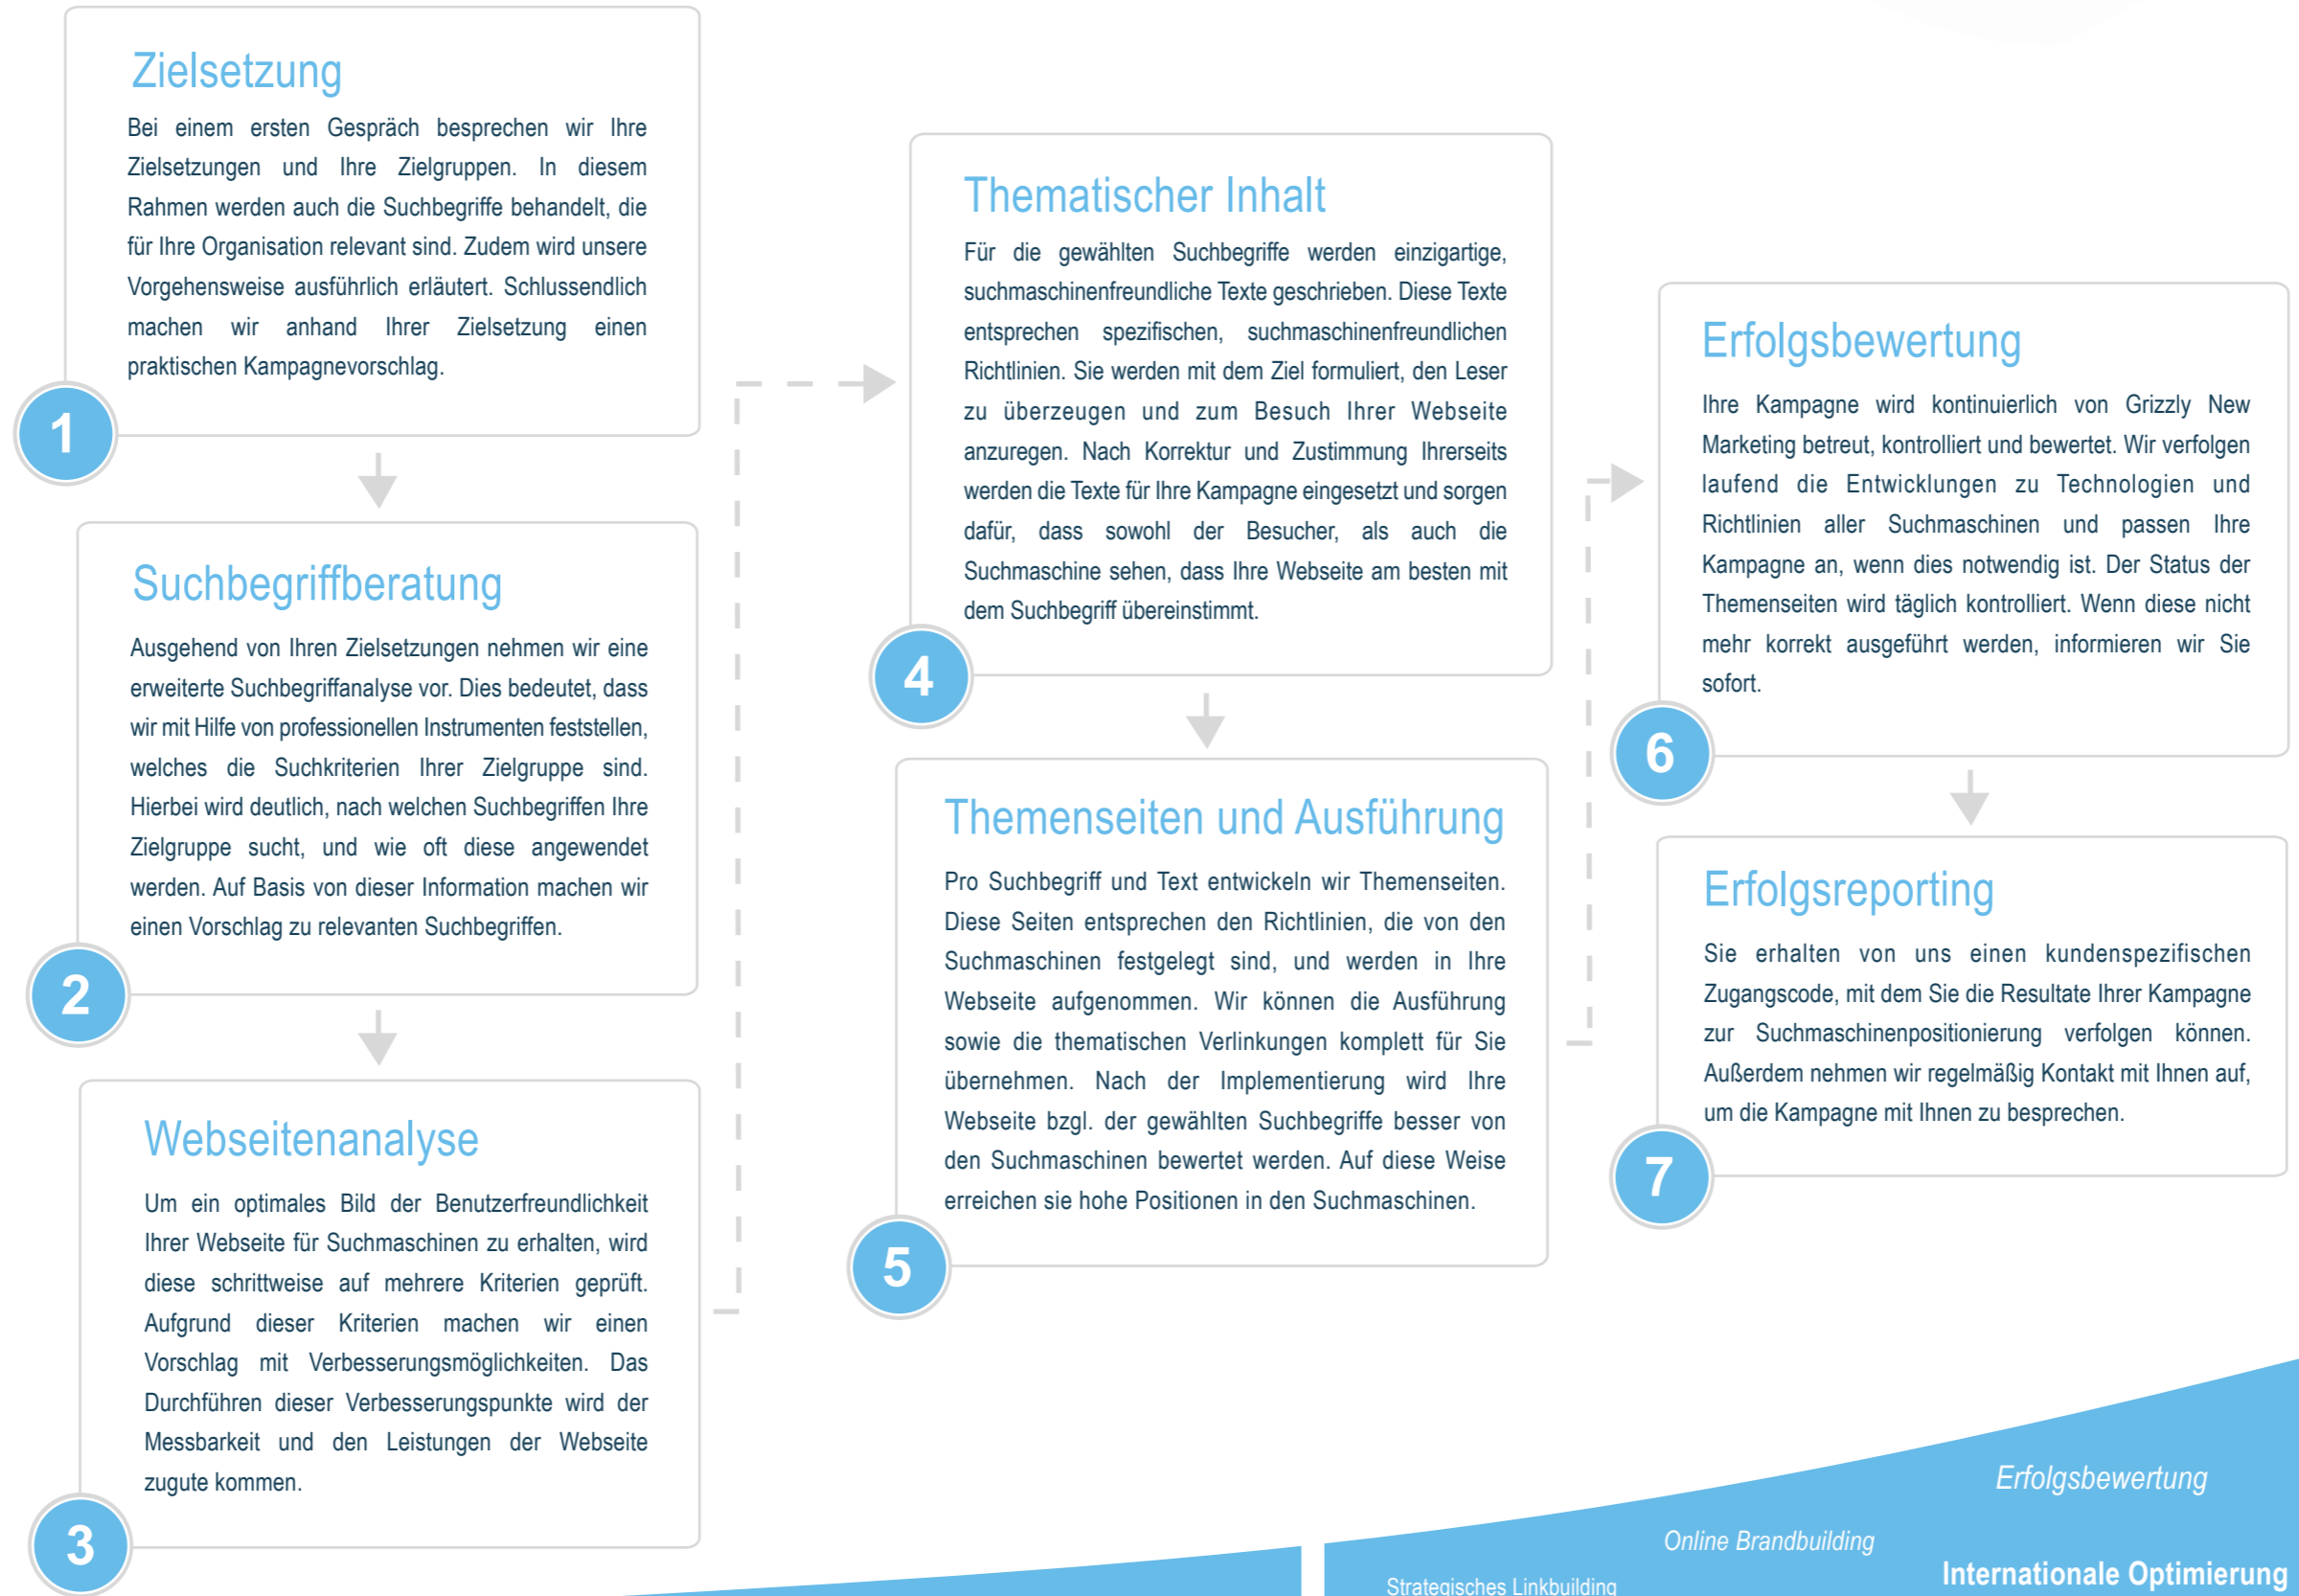 Zielsetzung
Bei einem ersten Gespräch besprechen wir Ihre
Zielsetzungen und Ihre Zielgruppen. In diesem
Rahmen werden auch die Suchbegriffe behandelt, die
für Ihre Organisation relevant sind. Zudem wird unsere
Vorgehensweise ausführlich erläutert. Schlussendlich
machen wir anhand Ihrer Zielsetzung einen
praktischen Kampagnevorschlag.
1
Suchbegriffberatung
Ausgehend von Ihren Zielsetzungen nehmen wir eine
erweiterte Suchbegriffanalyse vor. Dies bedeutet, dass
wir mit Hilfe von professionellen Instrumenten feststellen,
welches die Suchkriterien Ihrer Zielgruppe sind.
Hierbei wird deutlich, nach welchen Suchbegriffen Ihre
Zielgruppe sucht, und wie oft diese angewendet
werden. Auf Basis von dieser Information machen wir
einen Vorschlag zu relevanten Suchbegriffen.
2
Webseitenanalyse
Um ein optimales Bild der Benutzerfreundlichkeit
Ihrer Webseite für Suchmaschinen zu erhalten, wird
diese schrittweise auf mehrere Kriterien geprüft.
Aufgrund dieser Kriterien machen wir einen
Vorschlag mit Verbesserungsmöglichkeiten. Das
Durchführen dieser Verbesserungspunkte wird der
Messbarkeit und den Leistungen der Webseite
zugute kommen.
3
Thematischer Inhalt
Für die gewählten Suchbegriffe werden einzigartige,
suchmaschinenfreundliche Texte geschrieben. Diese Texte
entsprechen spezifischen, suchmaschinenfreundlichen
Richtlinien. Sie werden mit dem Ziel formuliert, den Leser
zu überzeugen und zum Besuch Ihrer Webseite
anzuregen. Nach Korrektur und Zustimmung Ihrerseits
werden die Texte für Ihre Kampagne eingesetzt und sorgen
dafür, dass sowohl der Besucher, als auch die
Suchmaschine sehen, dass Ihre Webseite am besten mit
dem Suchbegriff übereinstimmt.
4
Themenseiten und Ausführung
Pro Suchbegriff und Text entwickeln wir Themenseiten.
Diese Seiten entsprechen den Richtlinien, die von den
Suchmaschinen festgelegt sind, und werden in Ihre
Webseite aufgenommen. Wir können die Ausführung
sowie die thematischen Verlinkungen komplett für Sie
übernehmen. Nach der Implementierung wird Ihre
Webseite bzgl. der gewählten Suchbegriffe besser von
den Suchmaschinen bewertet werden. Auf diese Weise
erreichen sie hohe Positionen in den Suchmaschinen.
5
Erfolgsbewertung
Ihre Kampagne wird kontinuierlich von Grizzly New
Marketing betreut, kontrolliert und bewertet. Wir verfolgen
laufend die Entwicklungen zu Technologien und
Richtlinien aller Suchmaschinen und passen Ihre
Kampagne an, wenn dies notwendig ist. Der Status der
Themenseiten wird täglich kontrolliert. Wenn diese nicht
mehr korrekt ausgeführt werden, informieren wir Sie
sofort.
6
Erfolgsreporting
Sie erhalten von uns einen kundenspezifischen
Zugangscode, mit dem Sie die Resultate Ihrer Kampagne
zur Suchmaschinenpositionierung verfolgen können.
Außerdem nehmen wir regelmäßig Kontakt mit Ihnen auf,
um die Kampagne mit Ihnen zu besprechen.
7
Erfolgsbewertung
Online Brandbuilding
Internationale Optimierung
Strategisches Linkbuilding